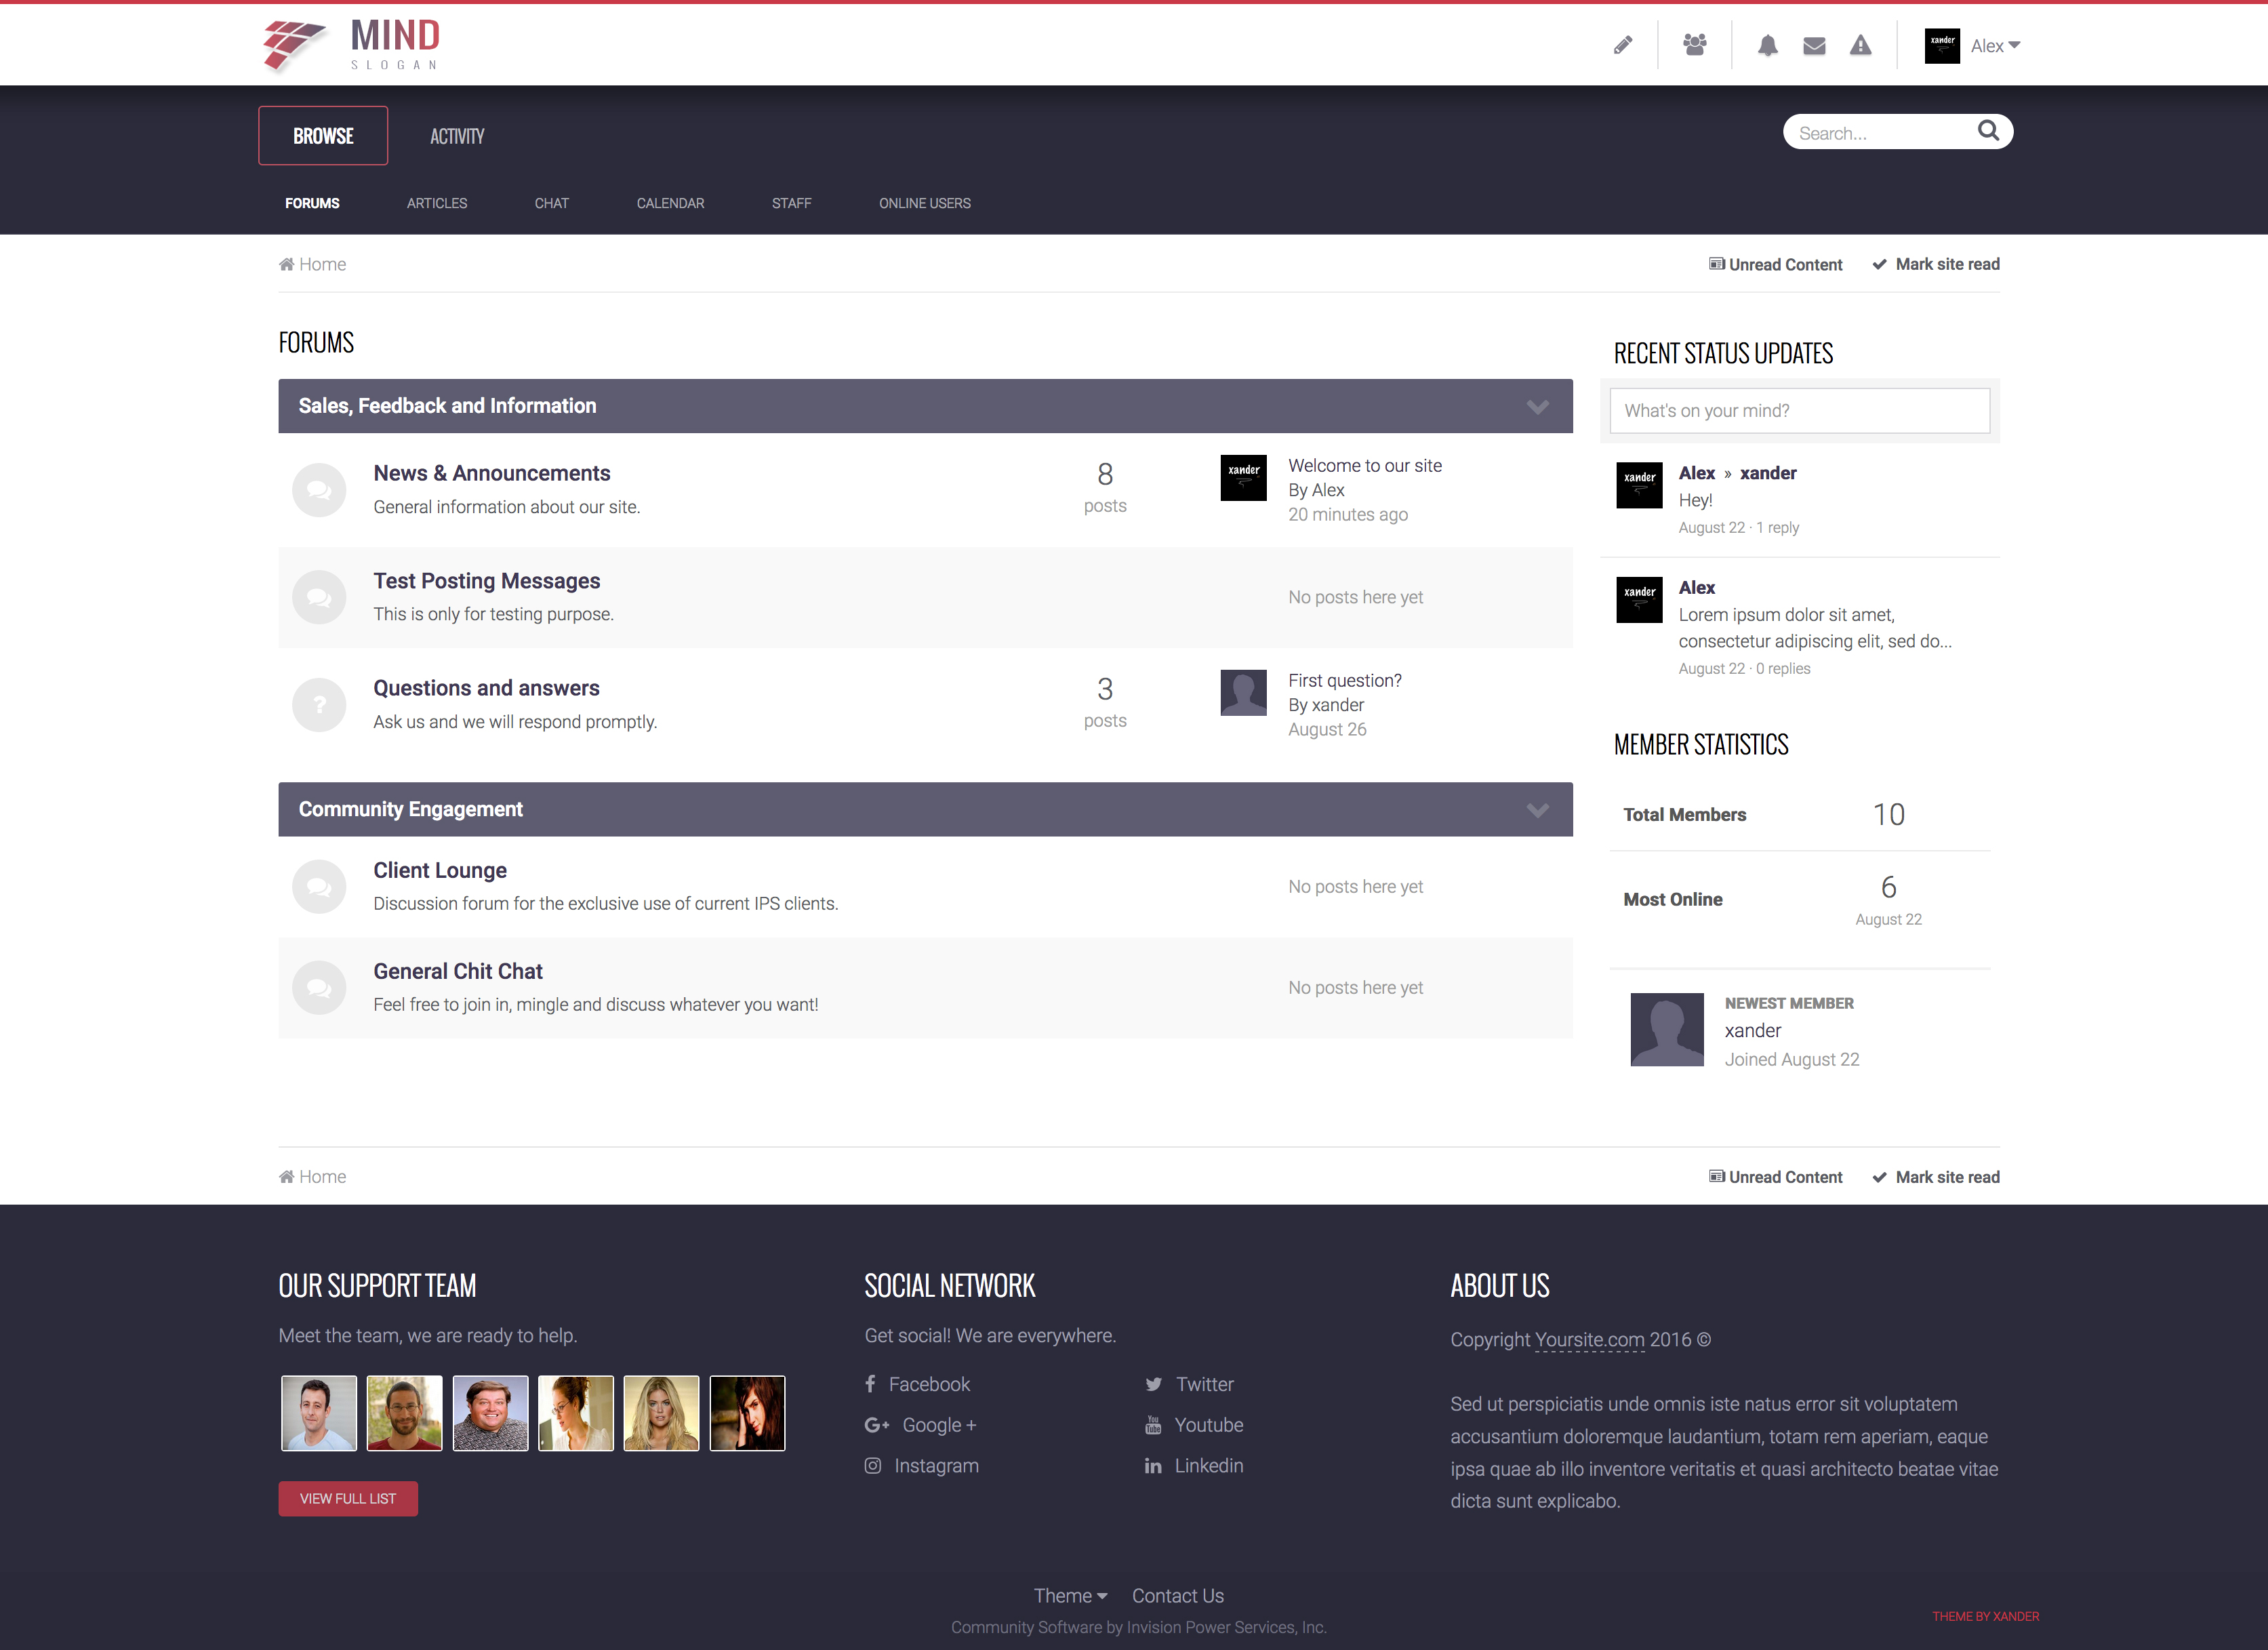 MIND
SLOGAN
xander
Alex
BROWSE
ACTIVITY
Search...
FORUMS
ARTICLES
CHAT
CALENDAR
STAFF
ONLINE USERS
Home
Unread Content
Mark site read
FORUMS
Sales, Feedback and Information
News & Announcements
General information about our site.
8
posts
xander
Welcome to our site
By Alex
20 minutes ago
Test Posting Messages
This is only for testing purpose.
No posts here yet
?
Questions and answers
Ask us and we will respond promptly.
3
posts
First question?
By xander
August 26
Community Engagement
Client Lounge
Discussion forum for the exclusive use of current IPS clients.
No posts here yet
General Chit Chat
Feel free to join in, mingle and discuss whatever you want!
No posts here yet
RECENT STATUS UPDATES
What's on your mind?
xander
Alex » xander
Hey!
August 22 · 1 reply
xander
Alex
Lorem ipsum dolor sit amet,
consectetur adipiscing elit, sed do...
August 22 · 0 replies
MEMBER STATISTICS
Total Members
10
Most Online
6
August 22
NEWEST MEMBER
xander
Joined August 22
Home
Unread Content
Mark site read
OUR SUPPORT TEAM
Meet the team, we are ready to help.
VIEW FULL LIST
SOCIAL NETWORK
Get social! We are everywhere.
Facebook
Twitter
Google +
Youtube
Instagram
Linkedin
ABOUT US
Copyright Yoursite.com 2016 ©
Sed ut perspiciatis unde omnis iste natus error sit voluptatem
accusantium doloremque laudantium, totam rem aperiam, eaque
ipsa quae ab illo inventore veritatis et quasi architecto beatae vitae
dicta sunt explicabo.
Theme
Contact Us
Community Software by Invision Power Services, Inc.
THEME BY XANDER